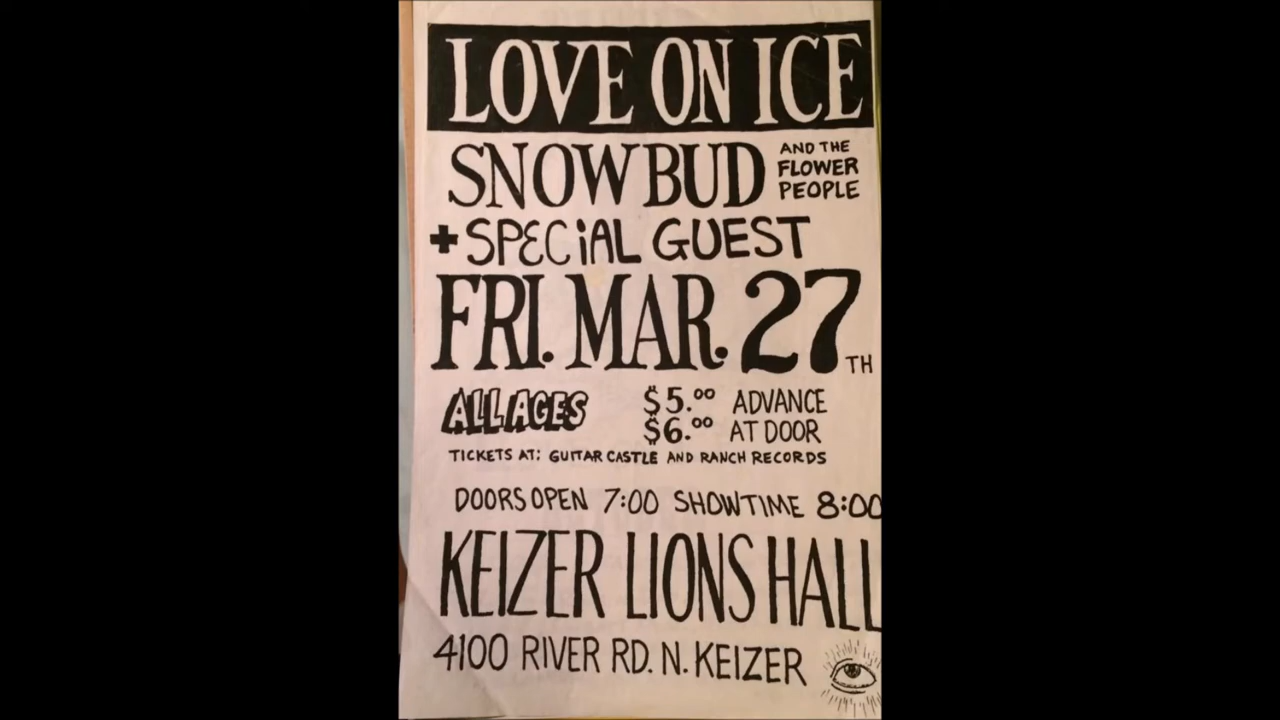 LOVE ON ICE
SNOW BUD AND THE FLOWER PEOPLE
+ SPECiAL GUEST
FRI. MAR. 27TH
ALL AGES
$5.00 ADVANCE
$6.00 AT DOOR
TICKETS AT: GUITAR CASTLE AND RANCH RECORDS
DOORS OPEN 7:00 SHOWTIME 8:00
KEIZER LIONS HALL
4100 RIVER RD. N. KEIZER